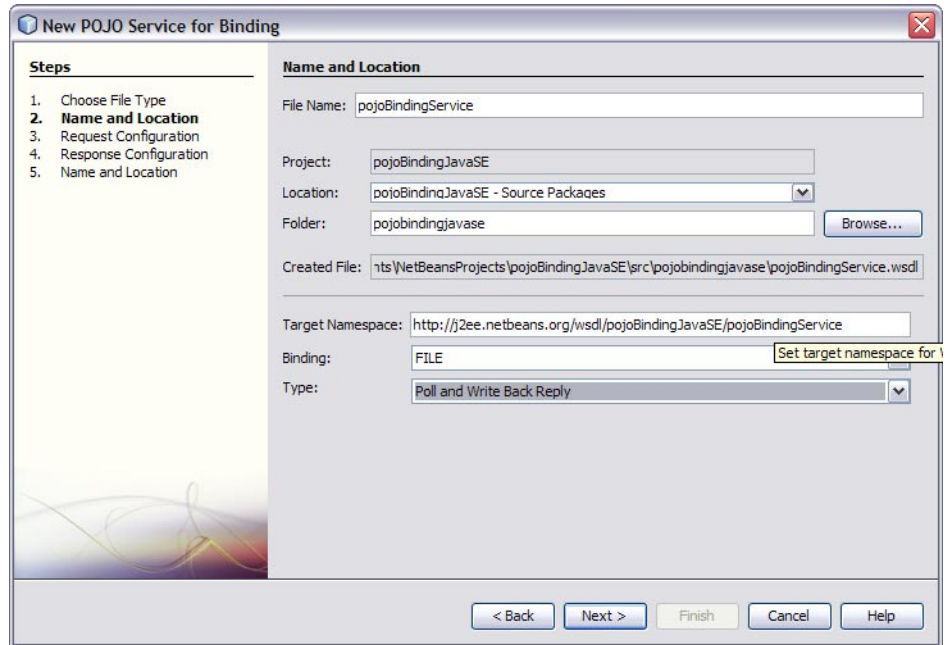 New POJO Service for Binding
Steps
1. Choose File Type
2. Name and Location
3. Request Configuration
4. Response Configuration
5. Name and Location
Name and Location
File Name: pojoBindingService
Project: pojoBindingJavaSE
Location: pojoBindingJavaSE - Source Packages
Folder: pojobindingjavase Browse...
Created File: nts\NetBeansProjects\pojoBindingJavaSE\src\pojobindingjavase\pojoBindingService.wsdl
Target Namespace: http://j2ee.netbeans.org/wsdl/pojoBindingJavaSE/pojoBindingService
Set target namespace for
Binding: FILE
Type: Poll and Write Back Reply
< Back Next > Finish Cancel Help